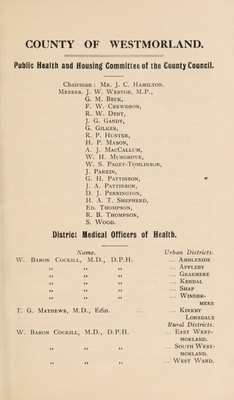 COUNTY OF WESTMORLAND.
Public Health and Housing Committee of the County Council.
Chairman: MR. J. C. HAMILTON.
MESSRS. J. W. WESTON, M.P.,
G. M. BECK,
F. W. CREWDSON,
R. W. DENT,
J. G. GANDY,
G. GILKES,
R. P. HUNTER,
H. P. MASON,
A. J. MACCALLUM,
W. H. MUSGROVE,
W. S. PAGET-TOMLINSON,
J. PARKIN,
G. H. PATTINSON,
J. A. PATTINSON,
D. J. PENNINGTON,
H. A. T. SHEPHERD,
ED. THOMPSON,
R. B. THOMPSON,
S. WOOD.
District Medical Officers of Health.
Name. Urban Districts.
W. BARON COCKILL, M.D., D.P.H. ... AMBLESIDE
„ „ „ ... APPLEBY
„ „ „ ... GRASMERE
„ „ „ ... KENDAL
„ „ „ ... SHAP
„ „ „ ... WINDER-
MERE
T. G. MATHEWS, M.D., Edin. ... KIRKBY
LONSDALE
Rural Districts.
W. BARON COCKILL, M.D., D.P.H. ... EAST WEST-
MORLAND.
„ „ „ ... SOUTH WEST-
MORLAND.
„ „ „ ... WEST WARD.